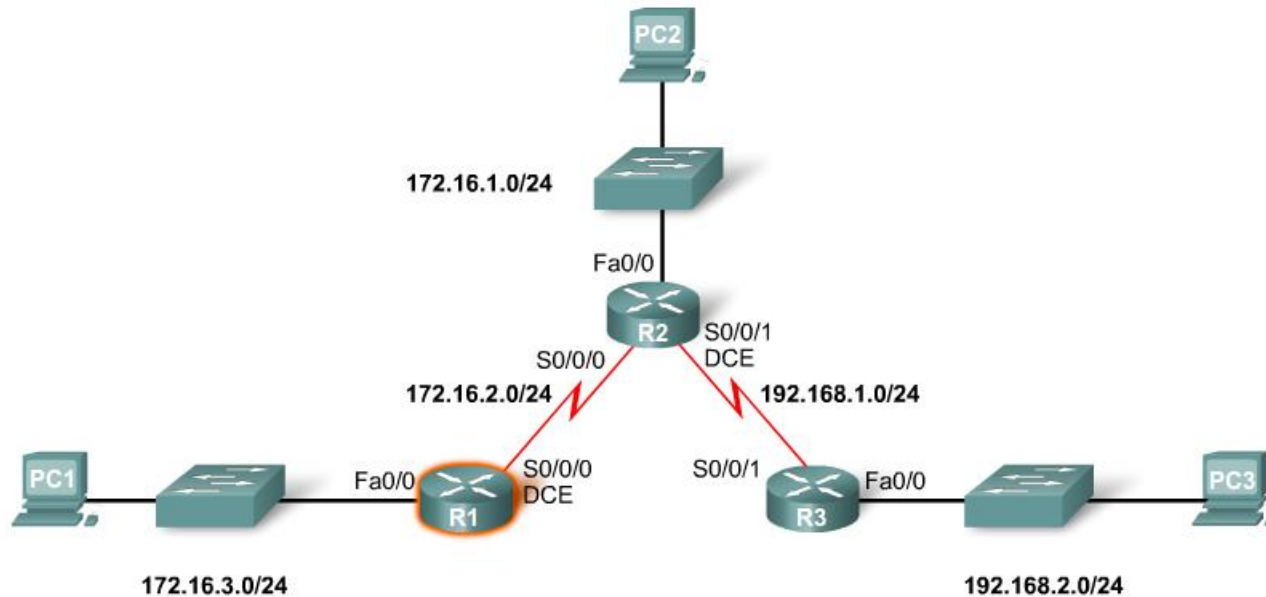 PC2
172.16.1.0/24
Fa0/0
R2
S0/0/1
DCE
S0/0/0
172.16.2.0/24
192.168.1.0/24
PC1
Fa0/0
S0/0/0
DCE
R1
S0/0/1
Fa0/0
R3
PC3
172.16.3.0/24
192.168.2.0/24